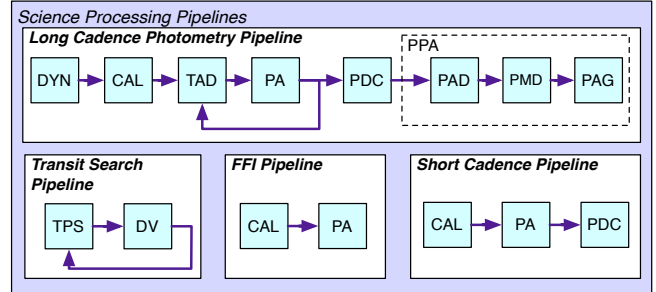 Science Processing Pipelines
Long Cadence Photometry Pipeline
PPA
DYN
CAL
TAD
PA
PDC
PAD
PMD
PAG
Transit Search
Pipeline
TPS
DV
FFI Pipeline
CAL
PA
Short Cadence Pipeline
CAL
PA
PDC